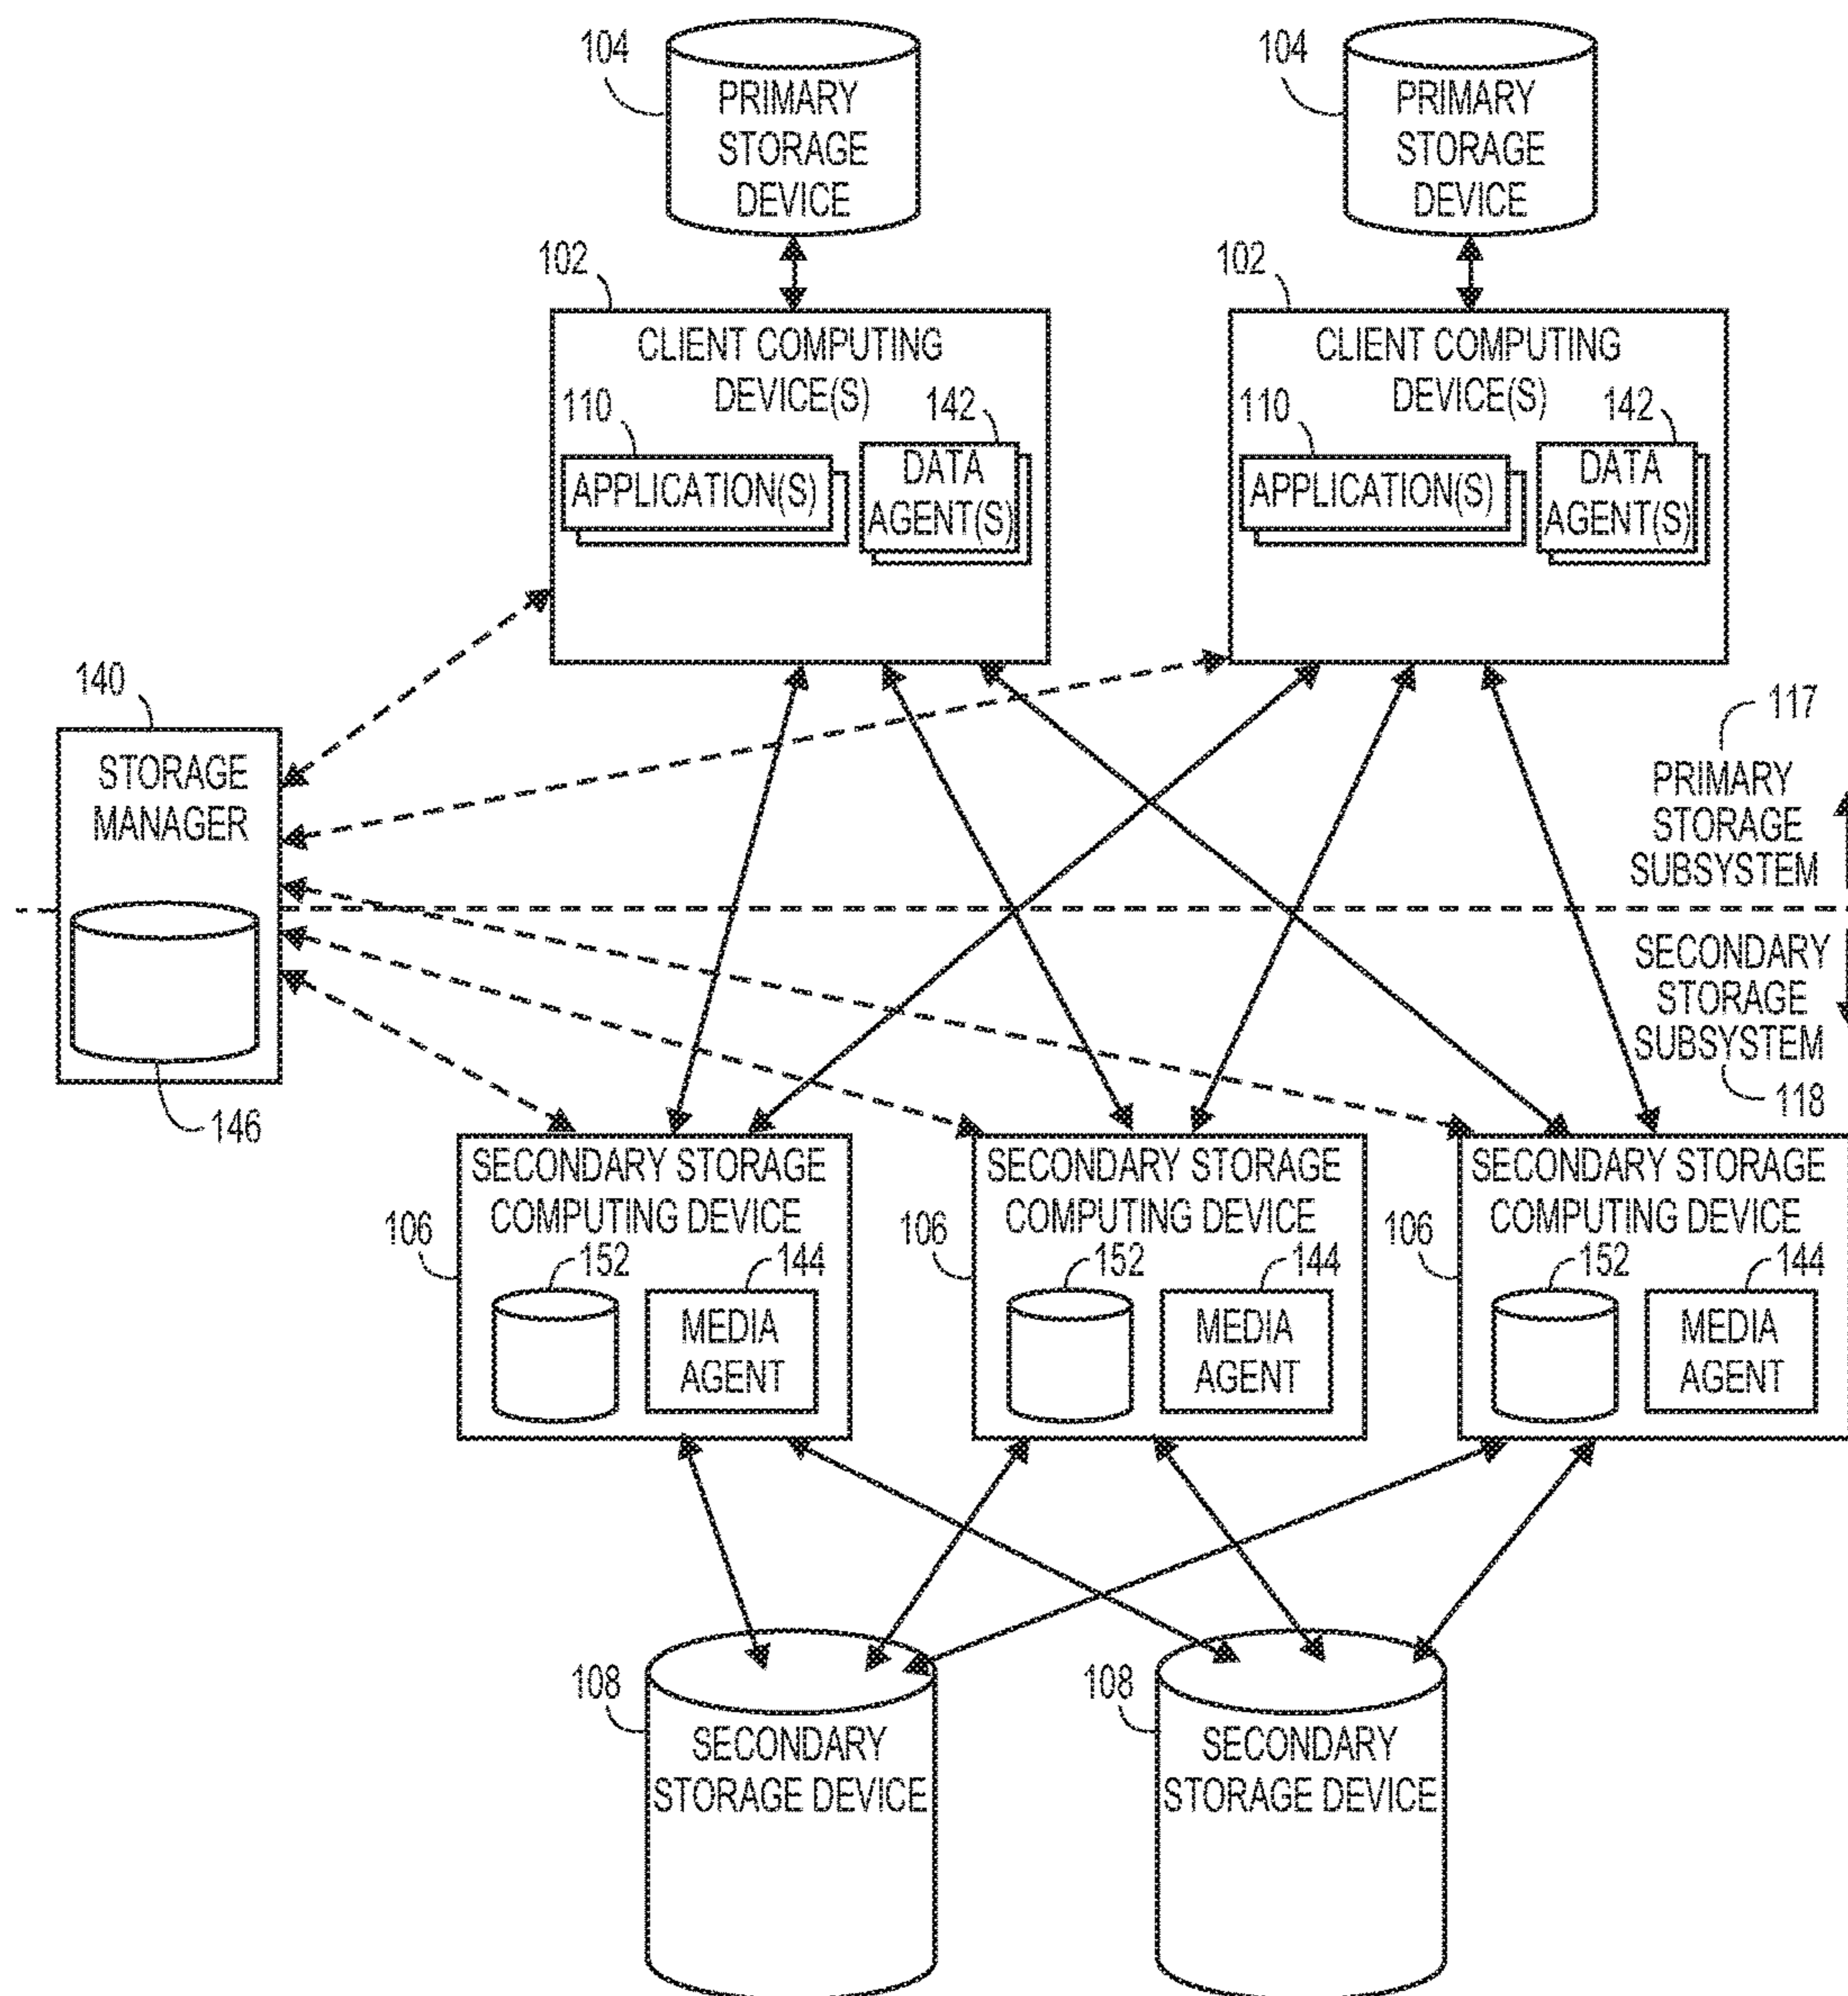 104
PRIMARY
STORAGE
DEVICE
104
PRIMARY
STORAGE
DEVICE
102
CLIENT COMPUTING
DEVICE(S)
110
142
APPLICATION(S)
DATA
AGENT(S)
102
CLIENT COMPUTING
DEVICE(S)
110
142
APPLICATION(S)
DATA
AGENT(S)
140
STORAGE
MANAGER
146
117
PRIMARY
STORAGE
SUBSYSTEM
SECONDARY
STORAGE
SUBSYSTEM
118
SECONDARY STORAGE
COMPUTING DEVICE
106
152
144
MEDIA
AGENT
SECONDARY STORAGE
COMPUTING DEVICE
106
152
144
MEDIA
AGENT
SECONDARY STORAGE
COMPUTING DEVICE
106
152
144
MEDIA
AGENT
108
SECONDARY
STORAGE DEVICE
108
SECONDARY
STORAGE DEVICE